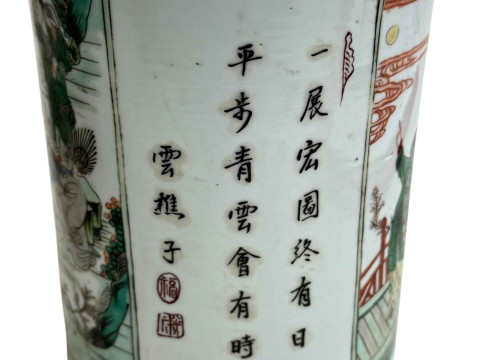 一展宏圖終有日
平步青雲會有時
雲樵子